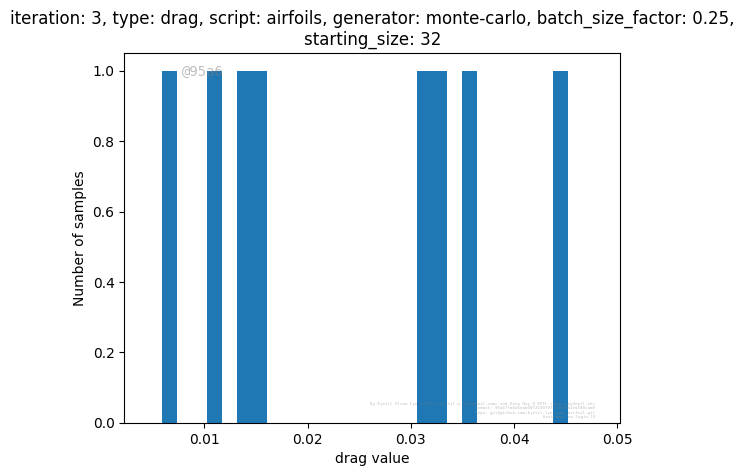 iteration: 3, type: drag, script: airfoils, generator: monte-carlo, batch_size_factor: 0.25,
starting_size: 32
@95a6
1.0
0.8
0.6
0.4
0.2
0.0
Number of samples
0.01
0.02
0.03
0.04
0.05
drag value